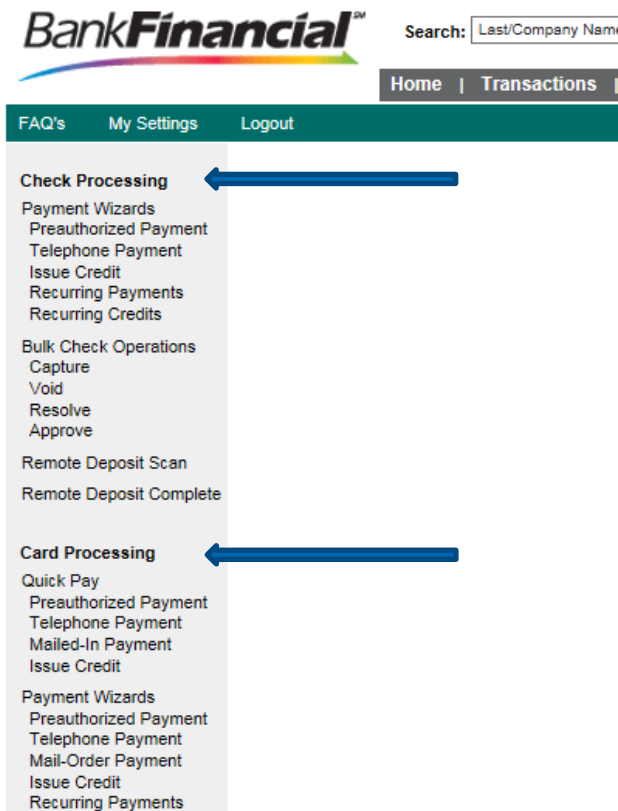 BankFinancial℠
Search: Last/Company Name
Home | Transactions |
FAQ's My Settings Logout
Check Processing
Payment Wizards
Preauthorized Payment
Telephone Payment
Issue Credit
Recurring Payments
Recurring Credits
Bulk Check Operations
Capture
Void
Resolve
Approve
Remote Deposit Scan
Remote Deposit Complete
Card Processing
Quick Pay
Preauthorized Payment
Telephone Payment
Mailed-In Payment
Issue Credit
Payment Wizards
Preauthorized Payment
Telephone Payment
Mail-Order Payment
Issue Credit
Recurring Payments